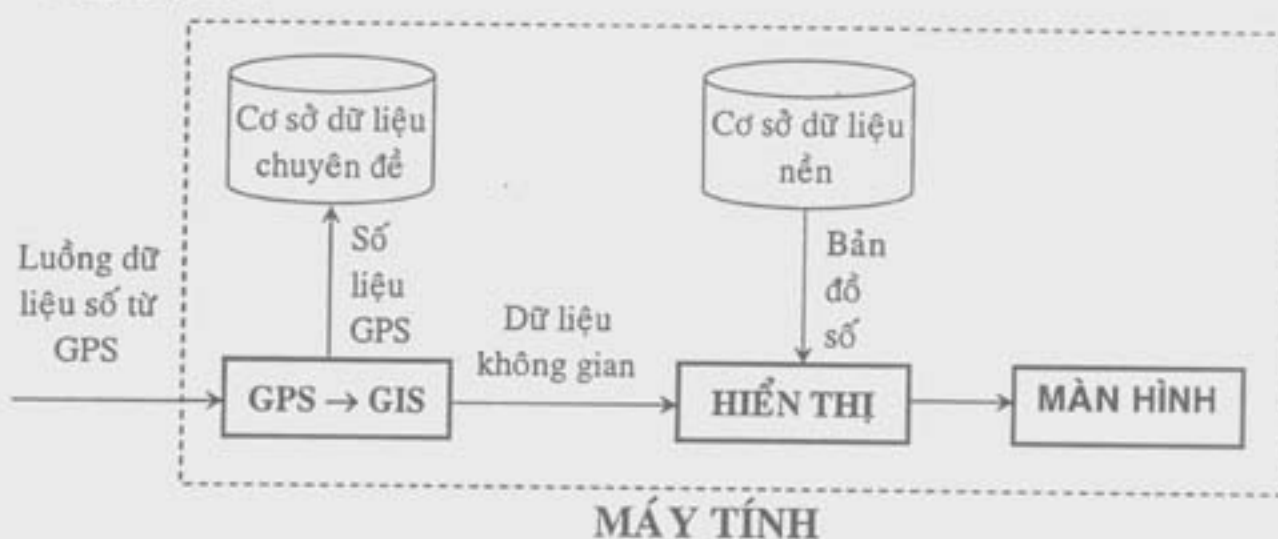 Cơ sở dữ liệu
chuyên đề
Cơ sở dữ liệu
nền
Luồng dữ
liệu số từ
GPS
Số
liệu
GPS
Dữ liệu
không gian
Bản
đồ
số
GPS → GIS
HIỂN THỊ
MÀN HÌNH
MÁY TÍNH